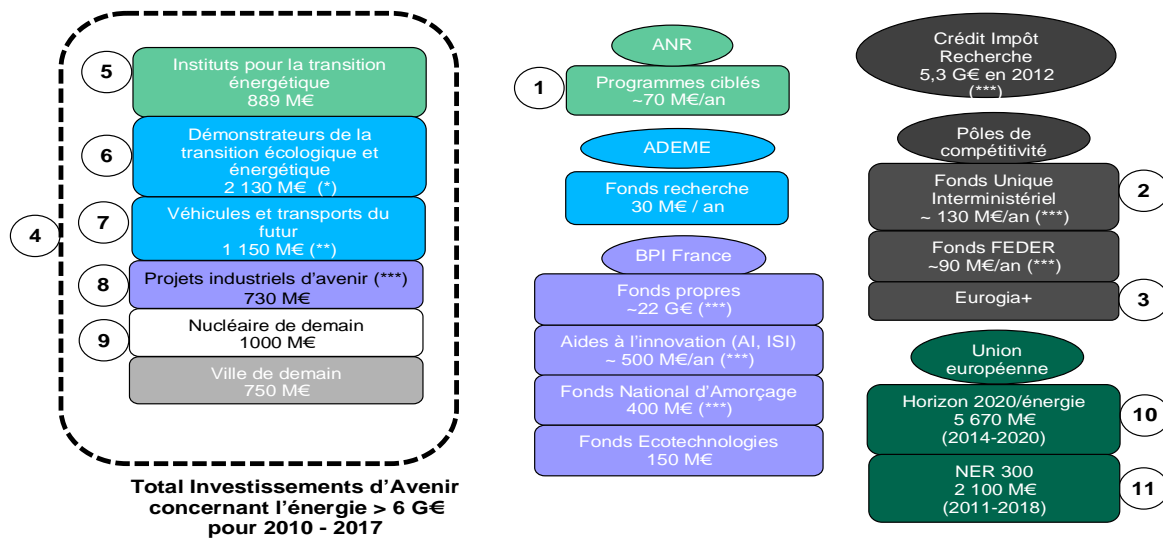 5
Instituts pour la transition
énergétique
889 M€
6
Démonstrateurs de la
transition écologique et
énergétique
2 130 M€ (*)
7
Véhicules et transports du
futur
1 150 M€ (**)
4
8
Projets industriels d'avenir (***)
730 M€
9
Nucléaire de demain
1000 M€
Ville de demain
750 M€
Total Investissements d'Avenir
concernant l'énergie > 6 G€
pour 2010 - 2017
ANR
1
Programmes ciblés
~70 M€/an
ADEME
Fonds recherche
30 M€ / an
BPI France
Fonds propres
~22 G€ (***)
Aides à l'innovation (AI, ISI)
~ 500 M€/an (***)
Fonds National d'Amorçage
400 M€ (***)
Fonds Ecotechnologies
150 M€
Crédit Impôt
Recherche
5,3 G€ en 2012
(***)
Pôles de
compétitivité
Fonds Unique
Interministériel
~ 130 M€/an (***)
2
Fonds FEDER
~90 M€/an (***)
Eurogia+
3
Union
européenne
Horizon 2020/énergie
5 670 M€
(2014-2020)
10
NER 300
2 100 M€
(2011-2018)
11